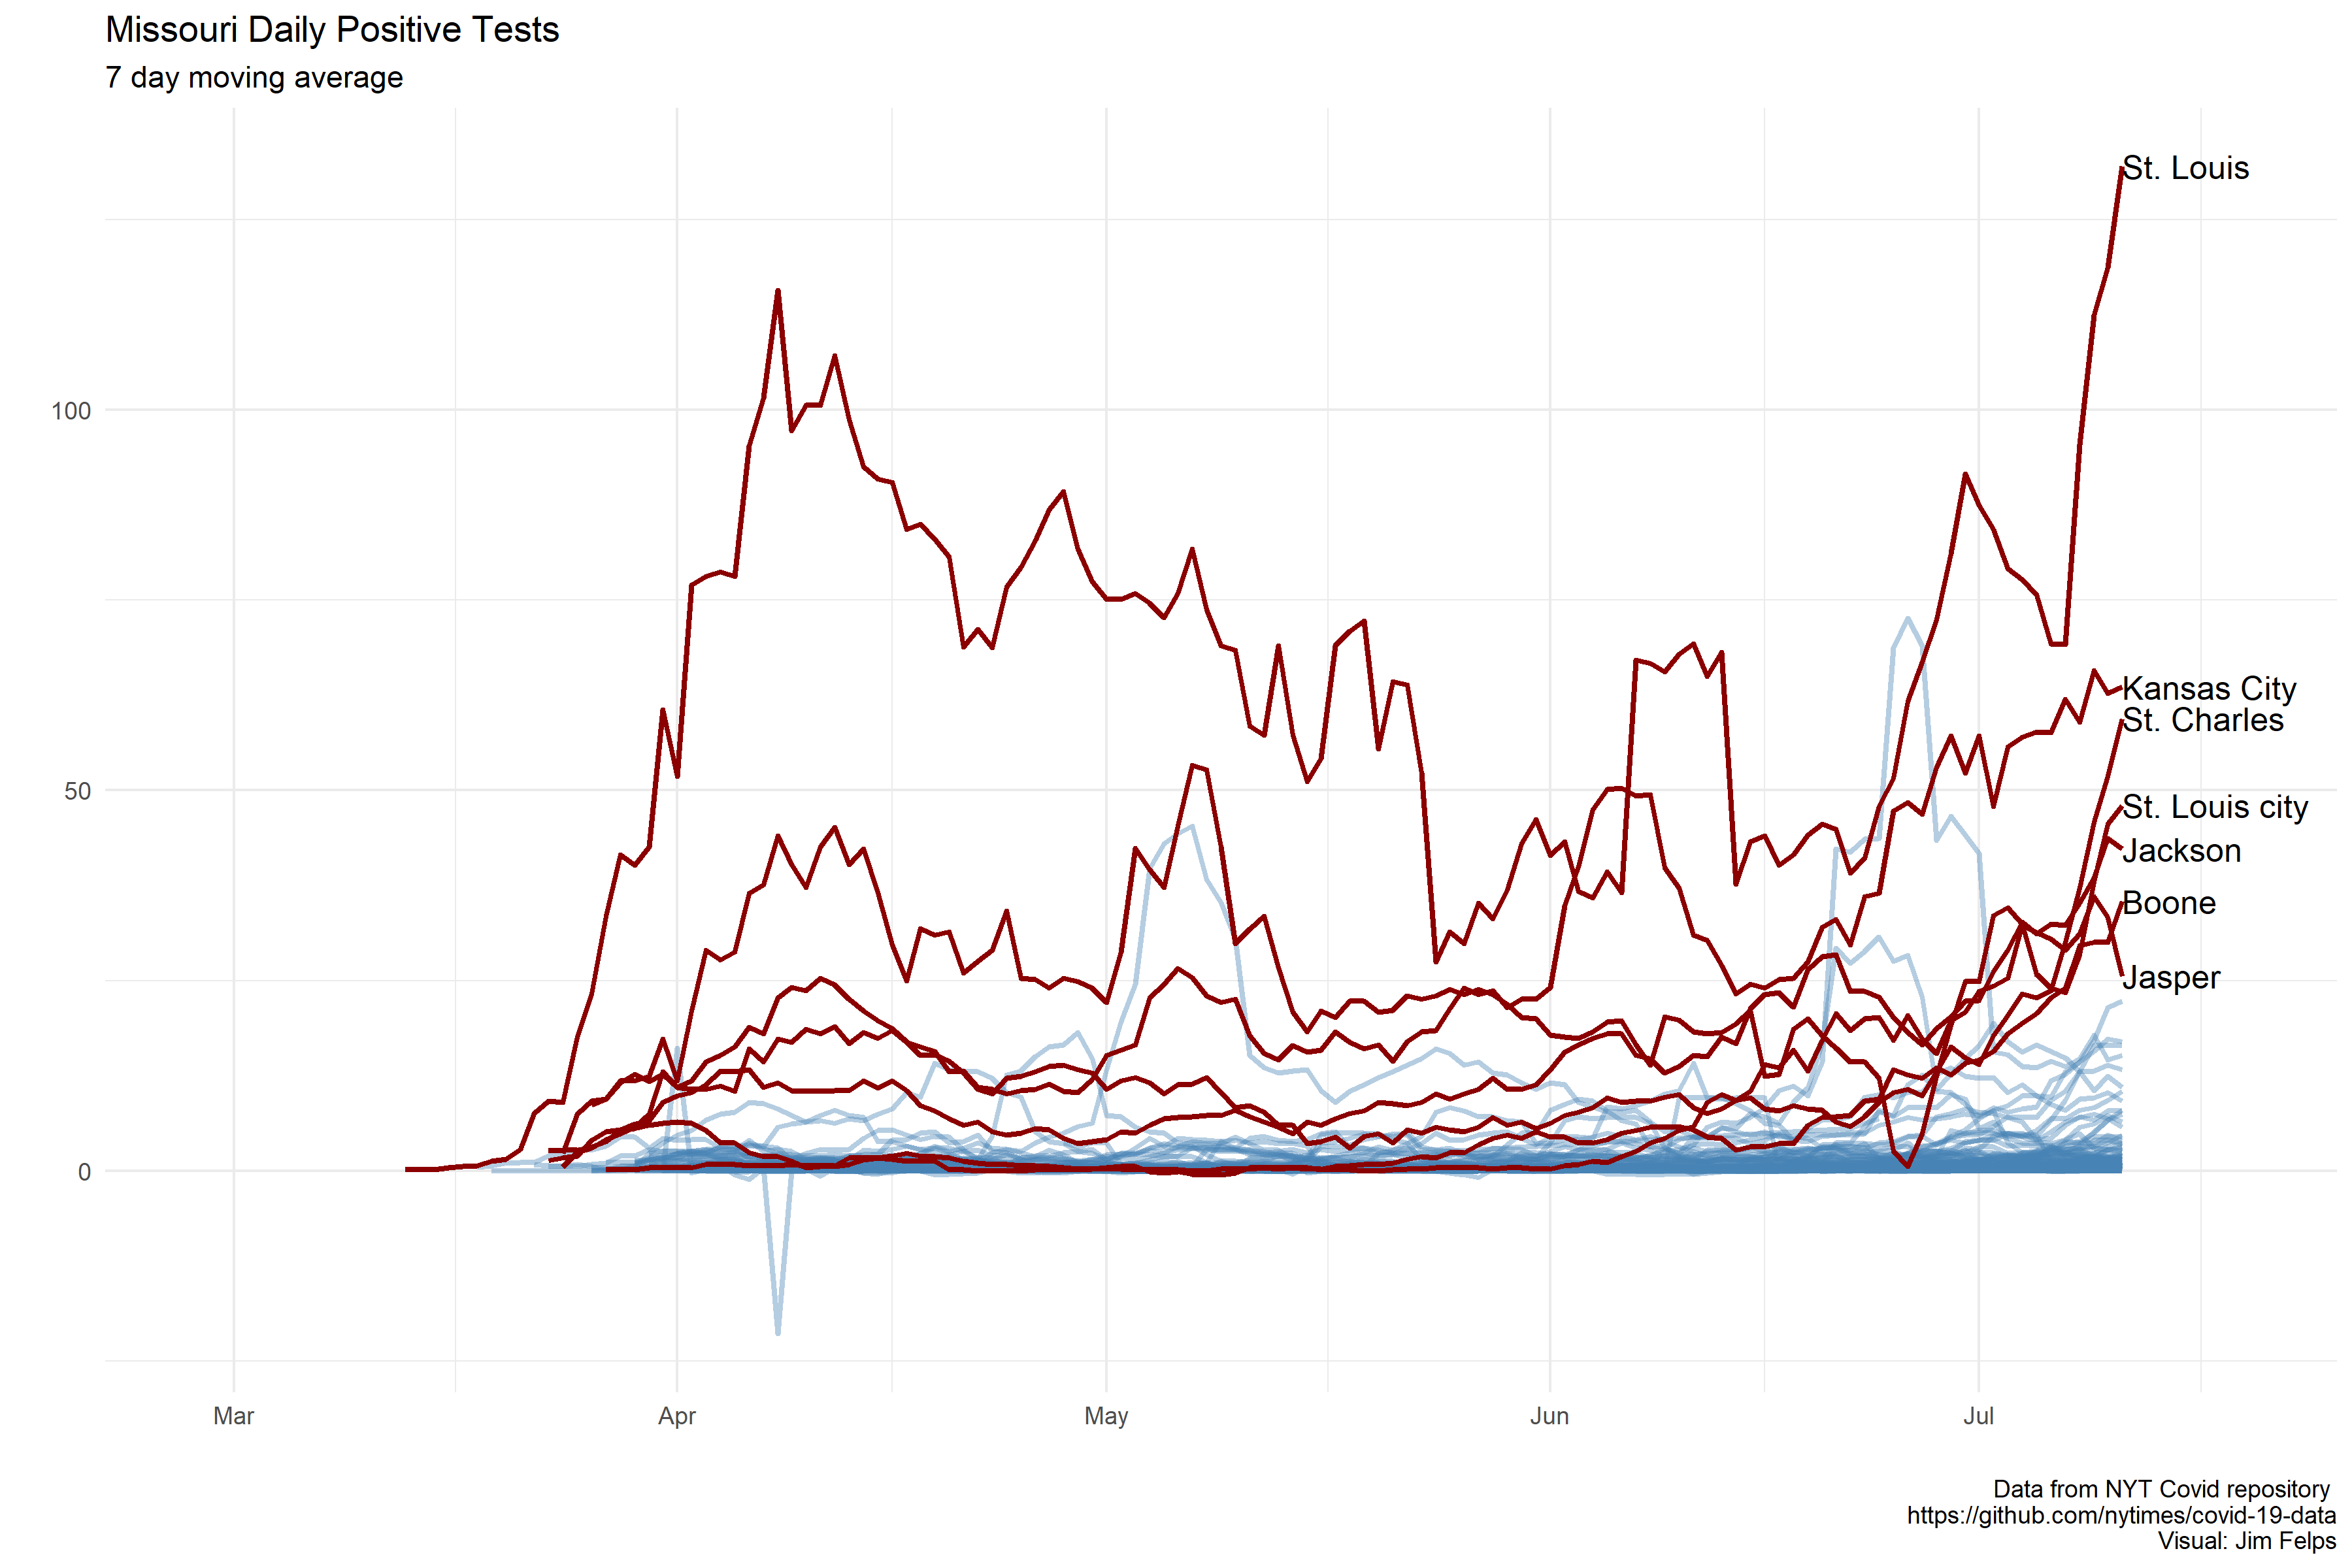 Missouri Daily Positive Tests
7 day moving average
St. Louis
100
Kansas City
St. Charles
50
St. Louis city
Jackson
Boone
Jasper
0
Mar Apr May Jun Jul
Data from NYT Covid repository
https://github.com/nytimes/covid-19-data
Visual: Jim Felps